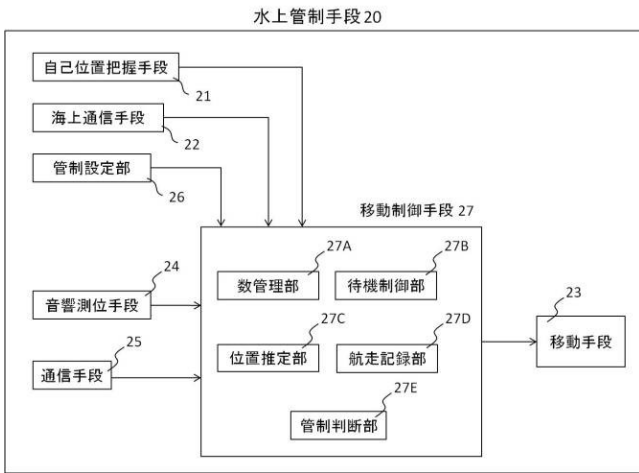 水上管制手段20
自己位置把握手段
21
海上通信手段
22
管制設定部
26
移動制御手段 27
27A
27B
数管理部
待機制御部
24
音響測位手段
27C
27D
23
位置推定部
航走記録部
移動手段
25
通信手段
27E
管制判断部